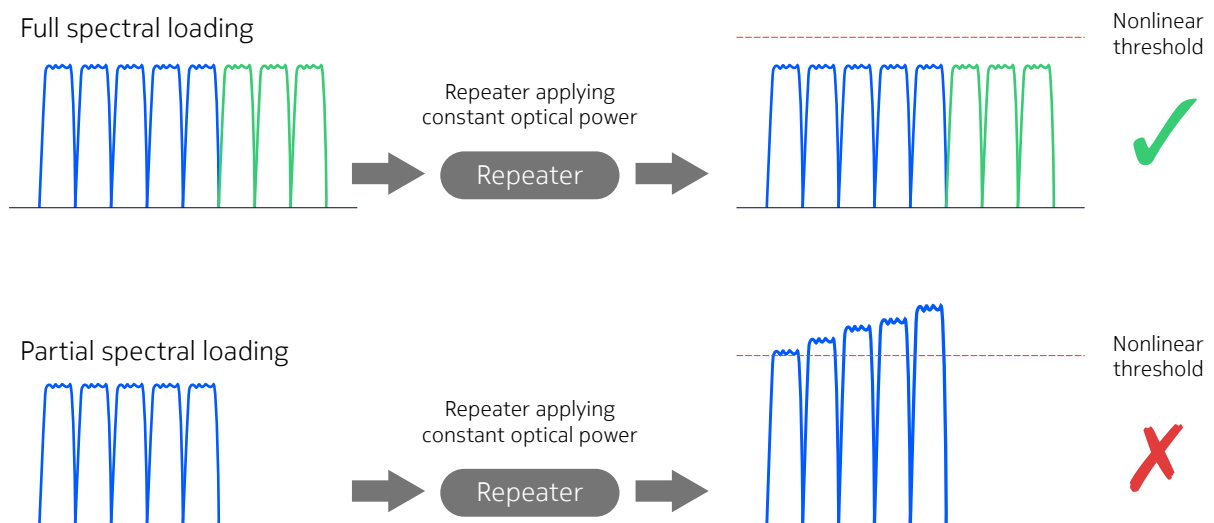 Full spectral loading
Nonlinear
threshold
Repeater applying
constant optical power
Repeater
Partial spectral loading
Nonlinear
threshold
Repeater applying
constant optical power
Repeater